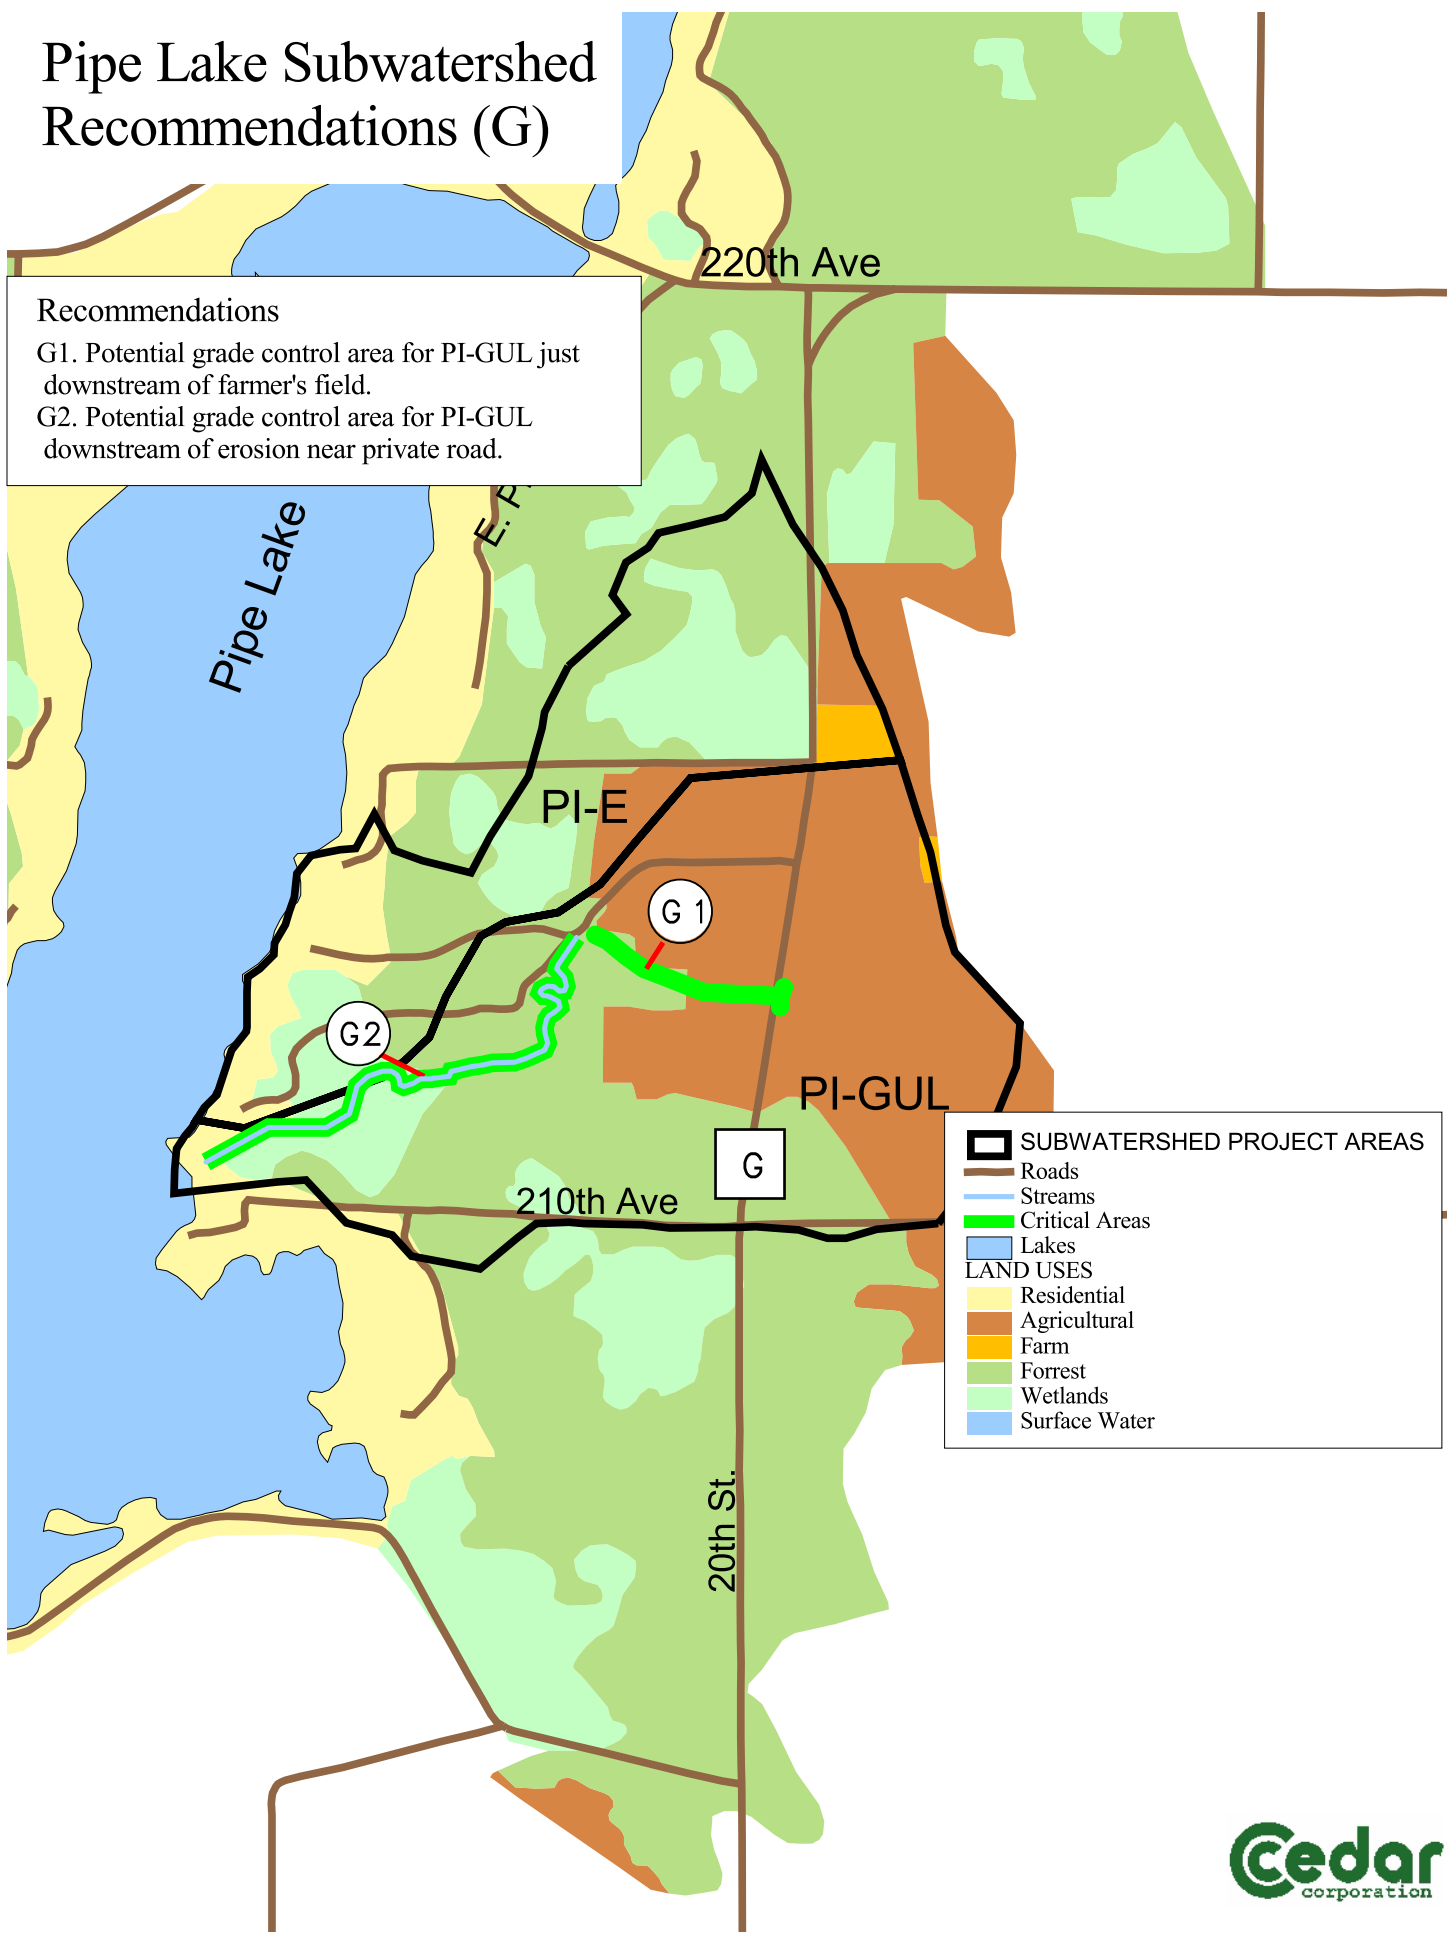 Pipe Lake Subwatershed
Recommendations (G)
220th Ave
Recommendations
G1. Potential grade control area for PI-GUL just
downstream of farmer's field.
G2. Potential grade control area for PI-GUL
downstream of erosion near private road.
E.
Pipe Lake
PI-E
G 1
G2
PI-GUL
G
210th Ave
SUBWATERSHED PROJECT AREAS
Roads
Streams
Critical Areas
Lakes
LAND USES
Residential
Agricultural
Farm
Forrest
Wetlands
Surface Water
20th St.
Cedar
corporation